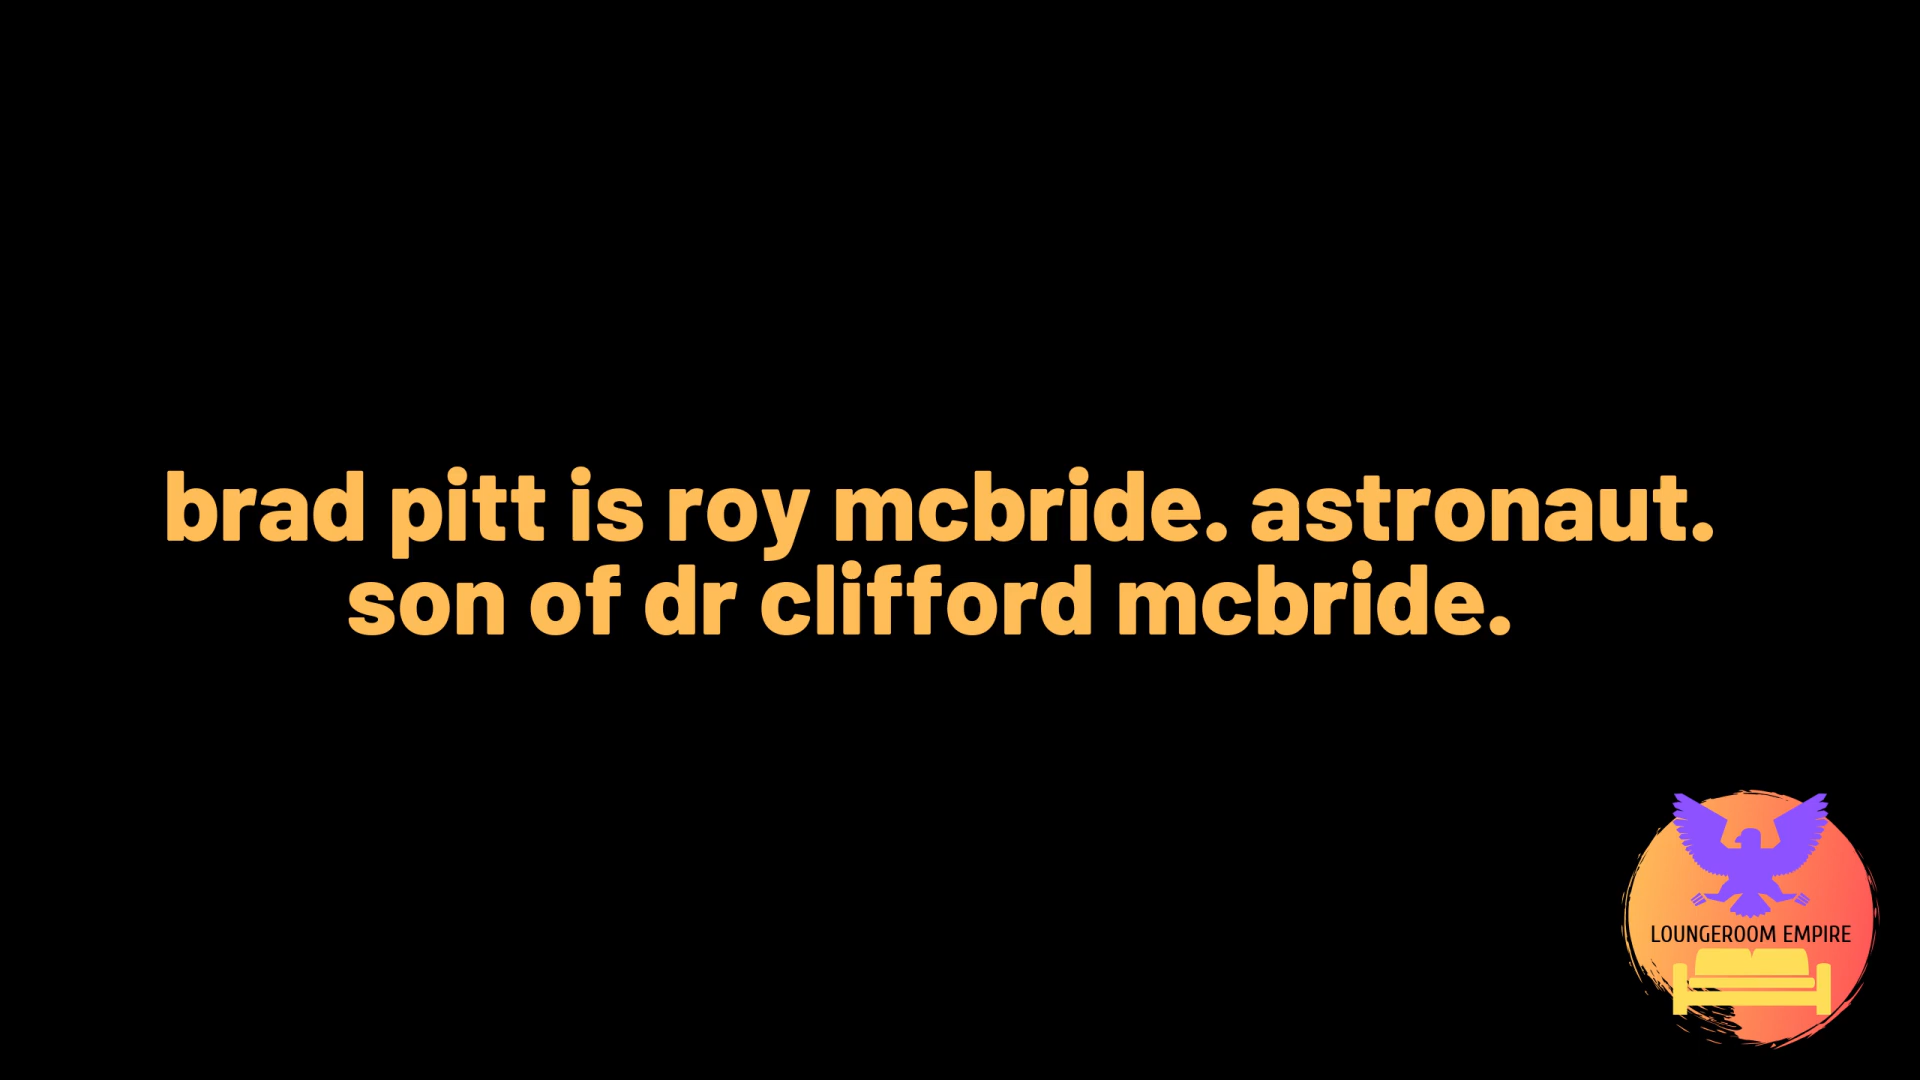 brad pitt is roy mcbride. astronaut.
son of dr clifford mcbride.
LOUNGEROOM EMPIRE